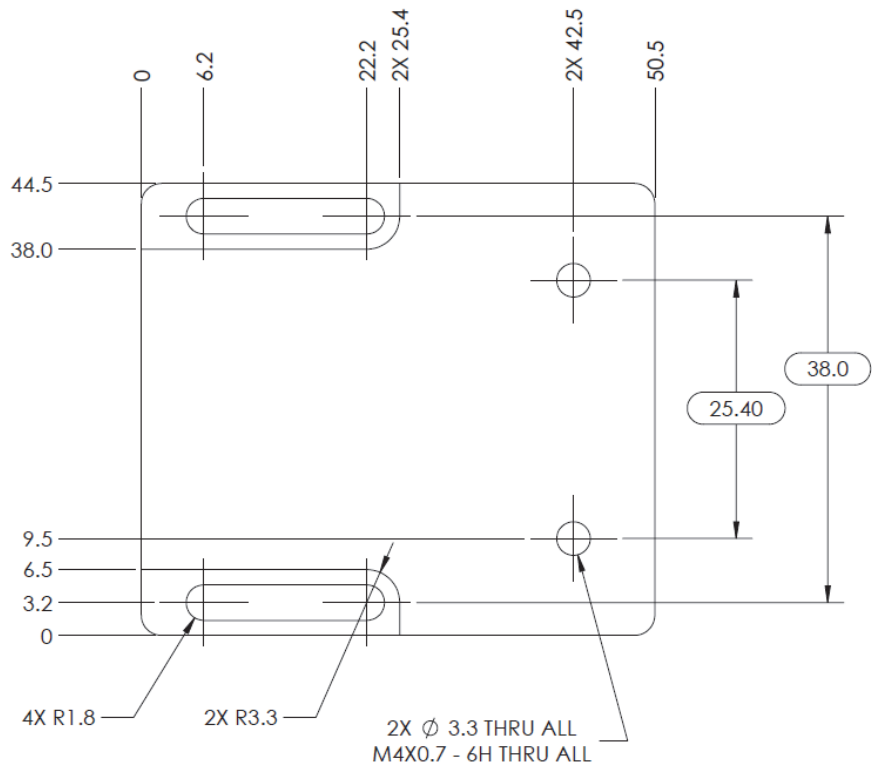 0
6.2
22.2
2X 25.4
2X 42.5
50.5
44.5
38.0
38.0
25.40
9.5
6.5
3.2
0
4X R1.8
2X R3.3
2X ∅ 3.3 THRU ALL
M4X0.7 - 6H THRU ALL